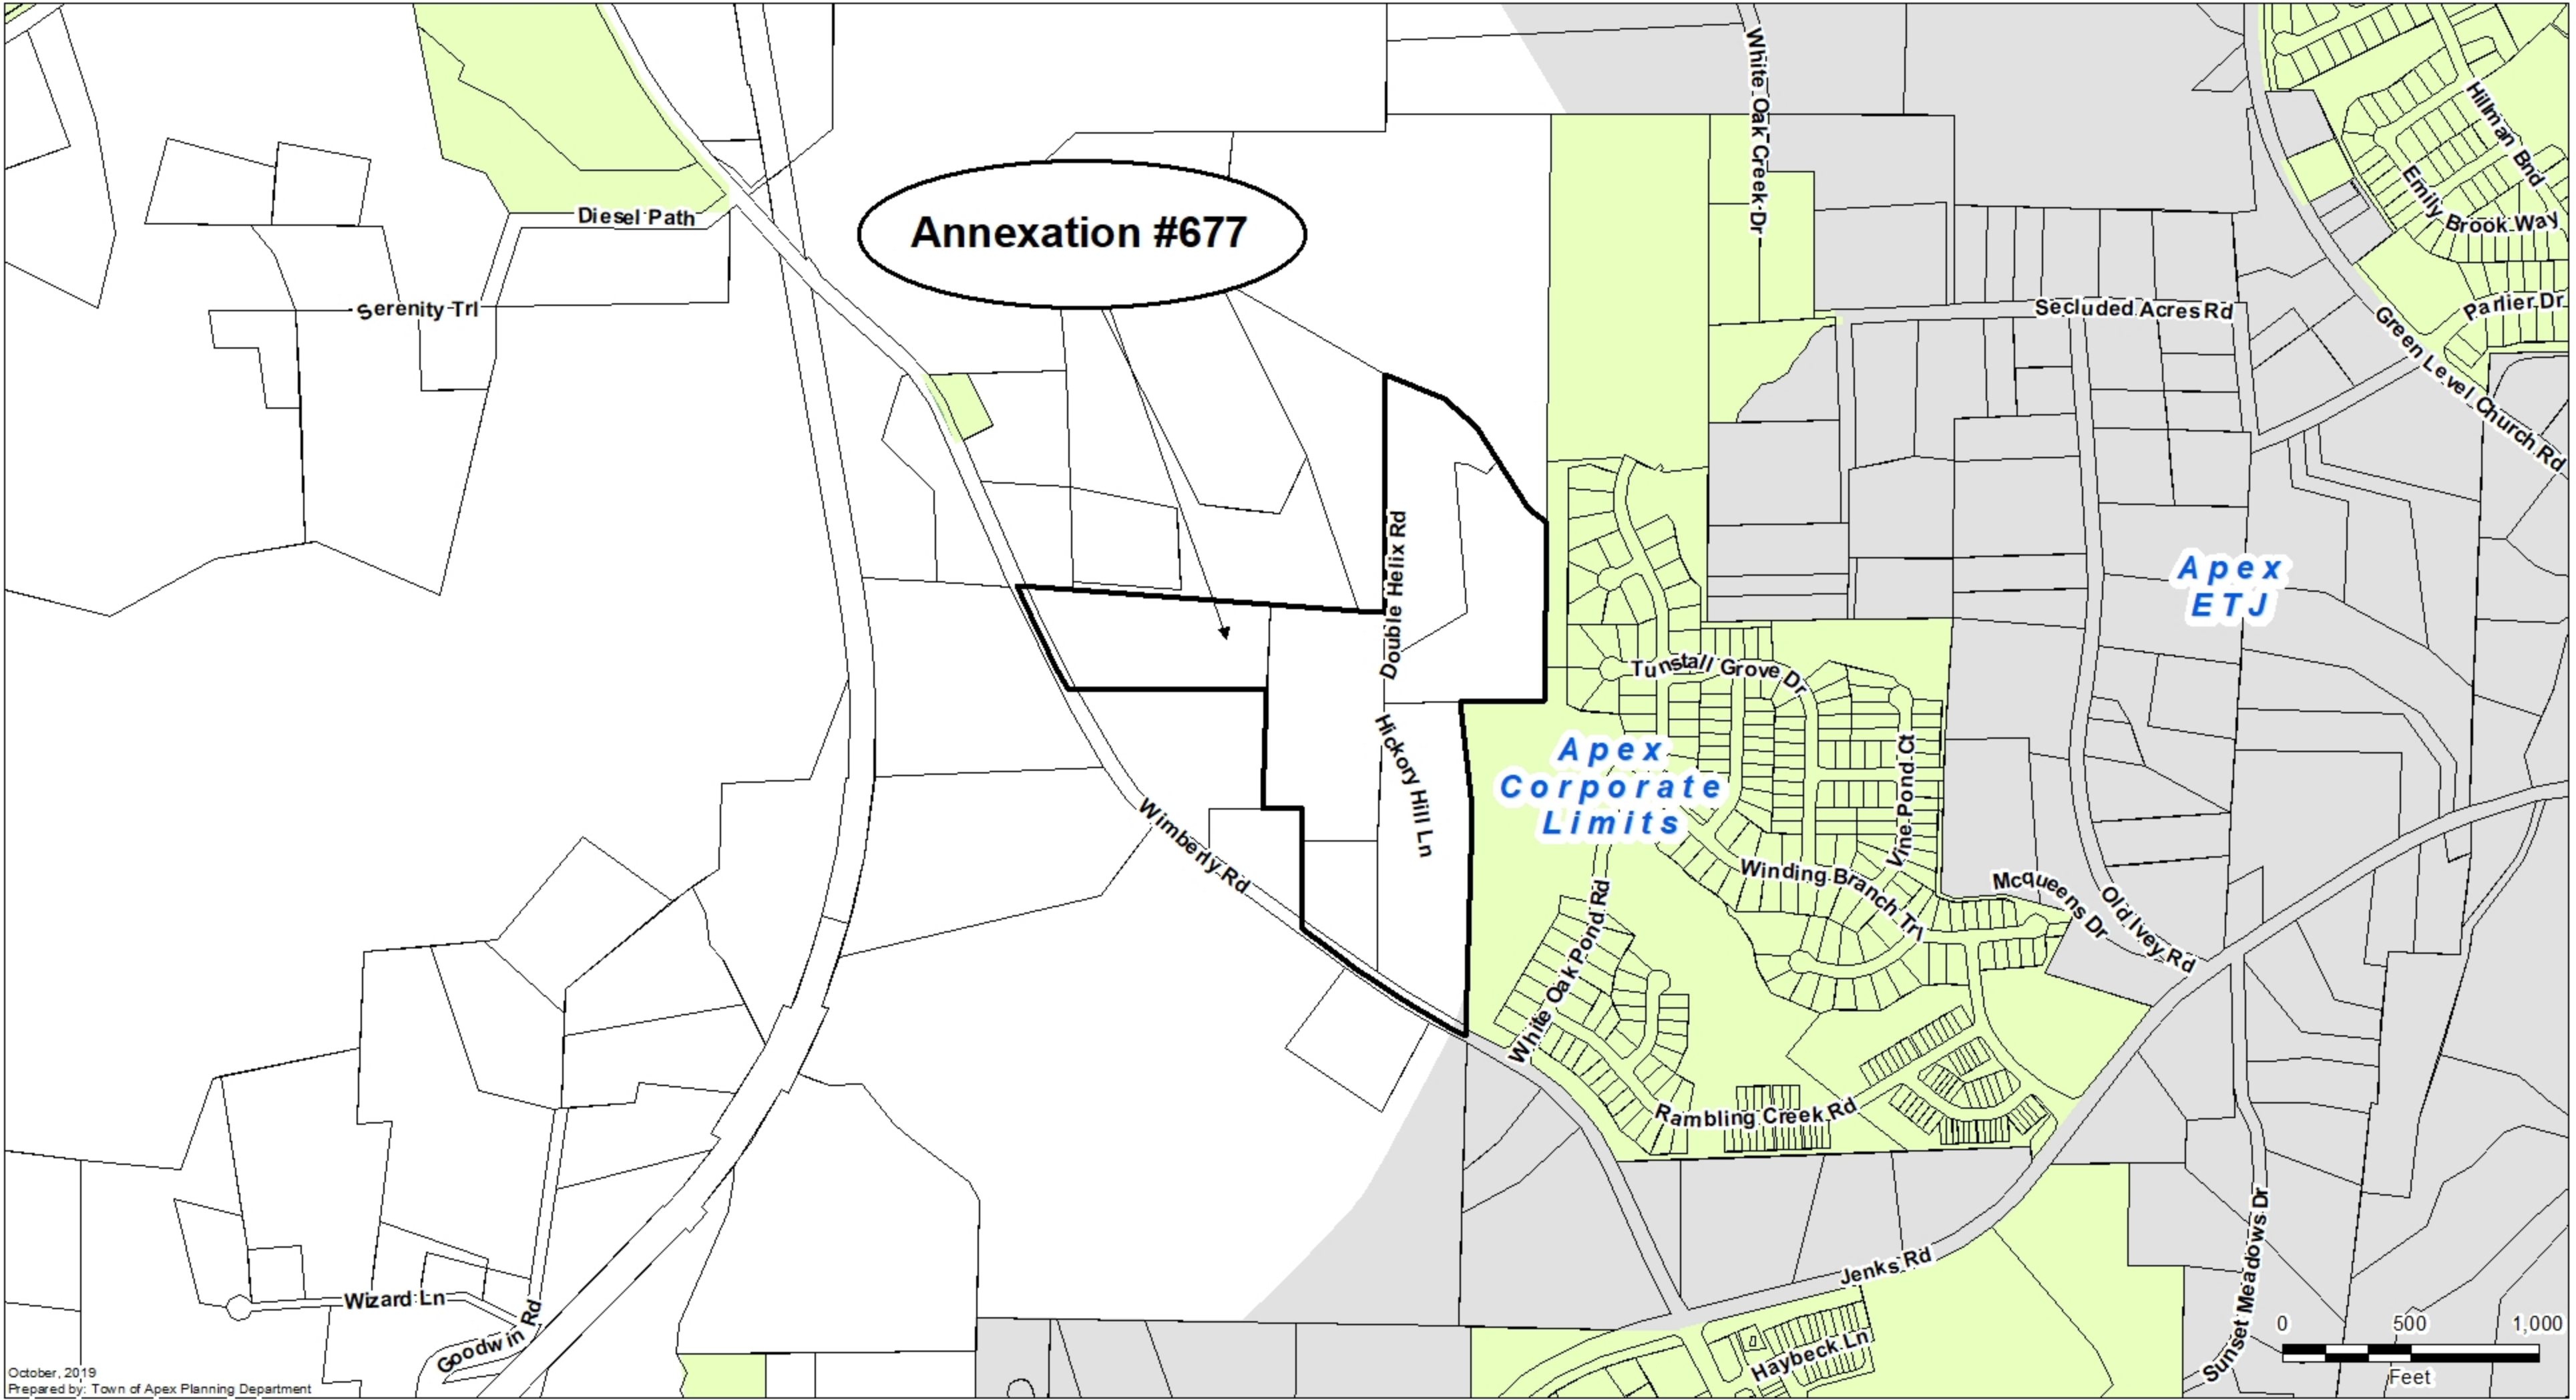 White Oak Creek Dr
Hillman Bnd
Emily Brook Way
Annexation #677
Diesel Path
Serenity Trl
Secluded Acres Rd
Parlier Dr
Green Level Church Rd
Double Helix Rd
Apex
ETJ
Tunstall Grove Dr
Hickory Hill Ln
Apex
Corporate
Limits
Vine Pond Ct
Wimberly Rd
Winding Branch Trl
Mcqueens Dr
Old Ivey Rd
White Oak Pond Rd
Rambling Creek Rd
Jenks Rd
Sunset Meadows Dr
Wizard Ln
Goodwin Rd
Haybeck Ln
0 500 1,000
Feet
October, 2019
Prepared by: Town of Apex Planning Department